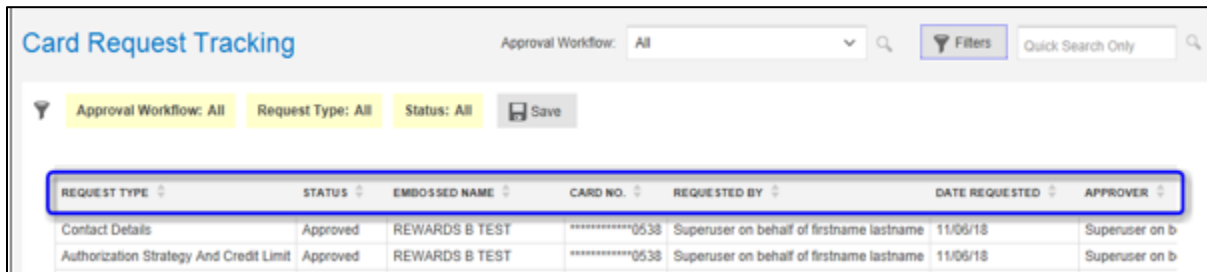 Card Request Tracking Approval Workflow: All Filters Quick Search Only
Approval Workflow: All Request Type: All Status: All Save
REQUEST TYPE STATUS EMBOSSED NAME CARD NO. REQUESTED BY DATE REQUESTED APPROVER
Contact Details Approved REWARDS B TEST ************0538 Superuser on behalf of firstname lastname 11/06/18 Superuser on b
Authorization Strategy And Credit Limit Approved REWARDS B TEST ************0538 Superuser on behalf of firstname lastname 11/06/18 Superuser on b